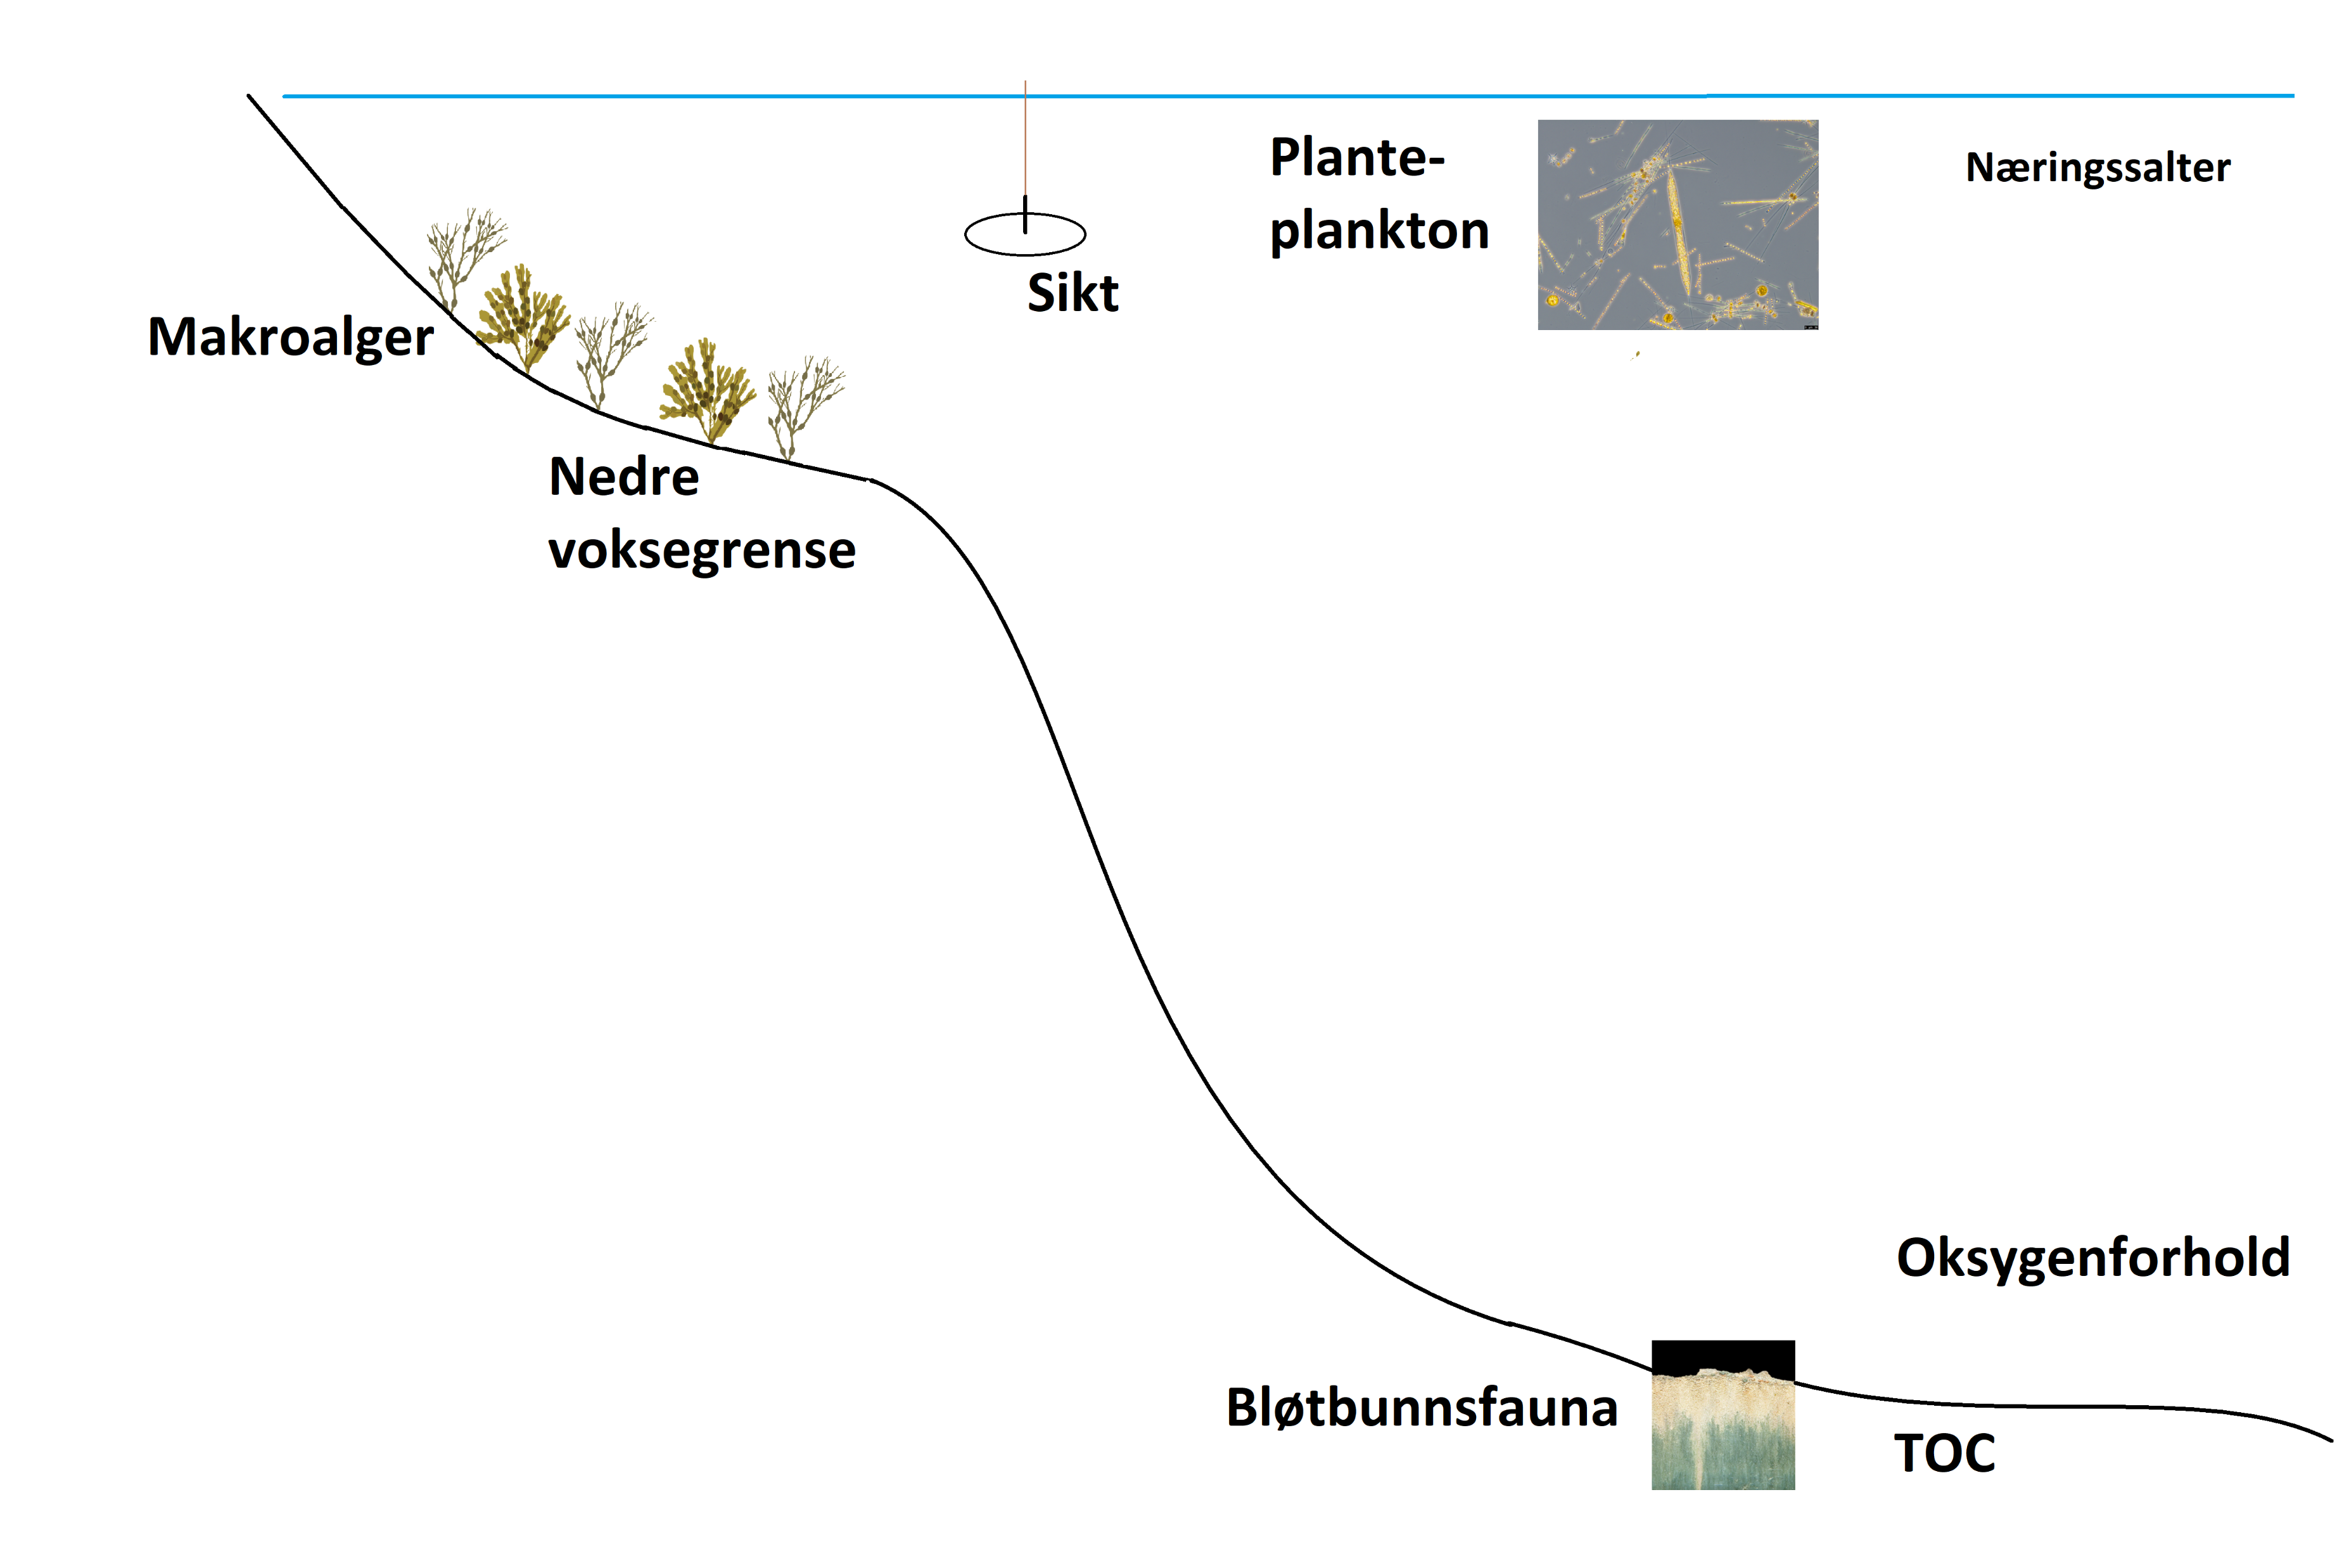 Plante-
plankton
Næringssalter
Sikt
Makroalger
Nedre
voksegrense
Oksygenforhold
Bløtbunnsfauna
TOC